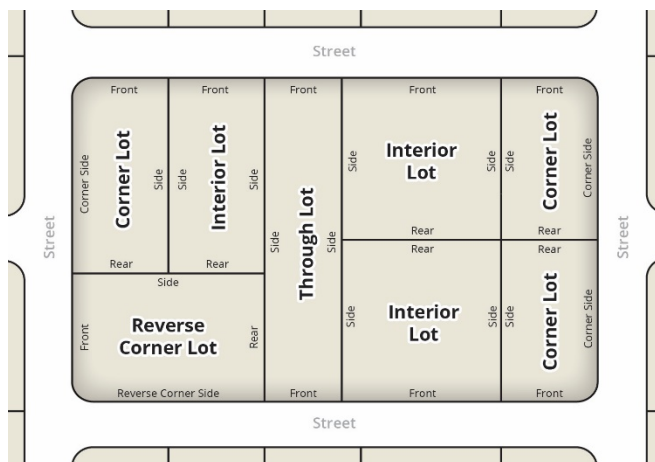 Street
Front
Front
Front
Front
Front
Corner Side
Corner Lot
Side
Side
Interior Lot
Side
Side
Through Lot
Side
Side
Interior
Lot
Side
Side
Corner Lot
Corner Side
Street
Street
Rear
Rear
Rear
Rear
Side
Rear
Rear
Front
Reverse
Corner Lot
Rear
Side
Interior
Lot
Side
Side
Corner Lot
Corner Side
Reverse Corner Side
Front
Front
Front
Street